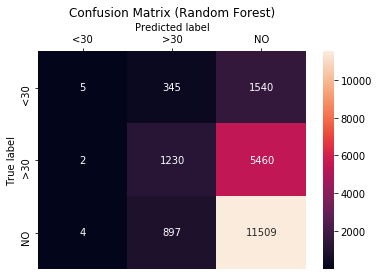 Confusion Matrix (Random Forest)
Predicted label
<30 >30 NO
<30 5 345 1540
>30 2 1230 5460
NO 4 897 11509
True label
10000
8000
6000
4000
2000